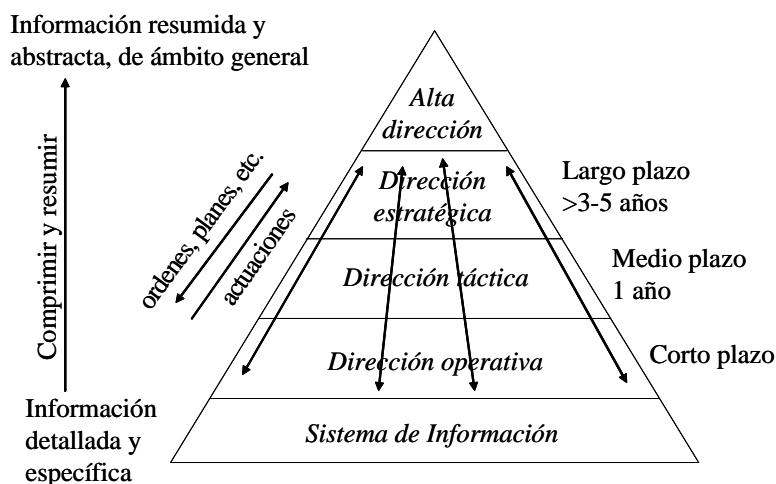 Información resumida y
abstracta, de ámbito general
Alta
dirección
Comprimir y resumir
ordenes, planes, etc.
actuaciones
Dirección
estratégica
Largo plazo
>3-5 años
Dirección táctica
Medio plazo
1 año
Dirección operativa
Corto plazo
Información
detallada y
específica
Sistema de Información